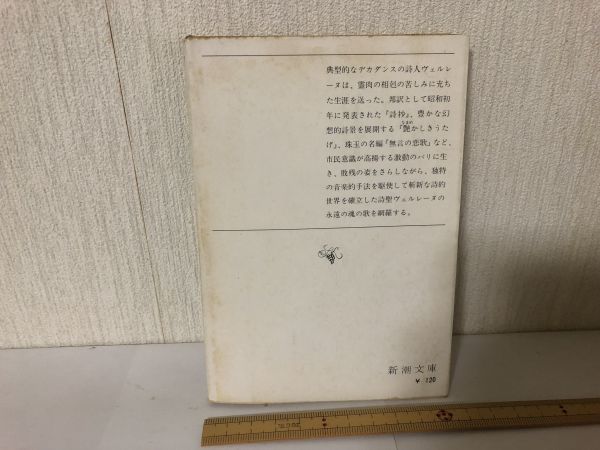 典型的なデカダンスの詩人ヴェルレ
ーヌは、霊肉の相剋の苦しみに充ち
た生涯を送った。邦訳として昭和初
年に発表された『詩抄』、豊かな幻
想的詩景を展開する『艶かしきうた
げ』、珠玉の名編『無言の恋歌』など、
市民意識が高揚する激動のパリに生
き、敗残の姿をさらしながら、独特
の音楽的手法を駆使して斬新な詩的
世界を確立した詩聖ヴェルレーヌの
永遠の魂の歌を網羅する。
新潮文庫
¥ 120